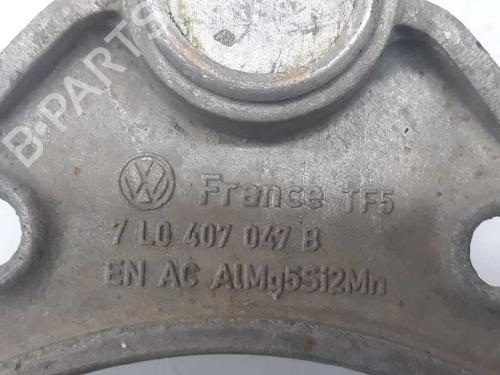 B-PARTS
VW France TF5
7 L0 407 047 B
EN AC AlMg5Si2Mn